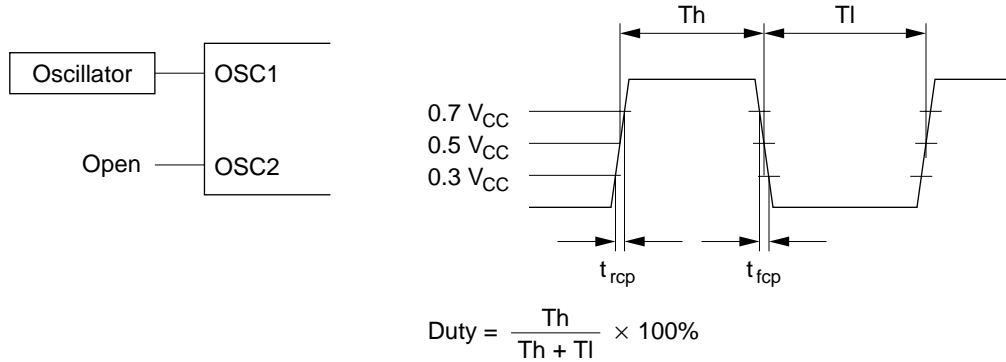 Oscillator
OSC1
Open
OSC2
Th Tl
0.7 VCC
0.5 VCC
0.3 VCC
trcp tfcp
Duty = Th / Th + Tl × 100%